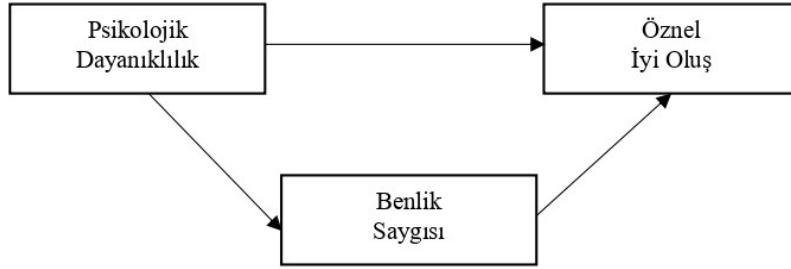 Psikolojik
Dayanıklılık
Öznel
İyi Oluş
Benlik
Saygısı